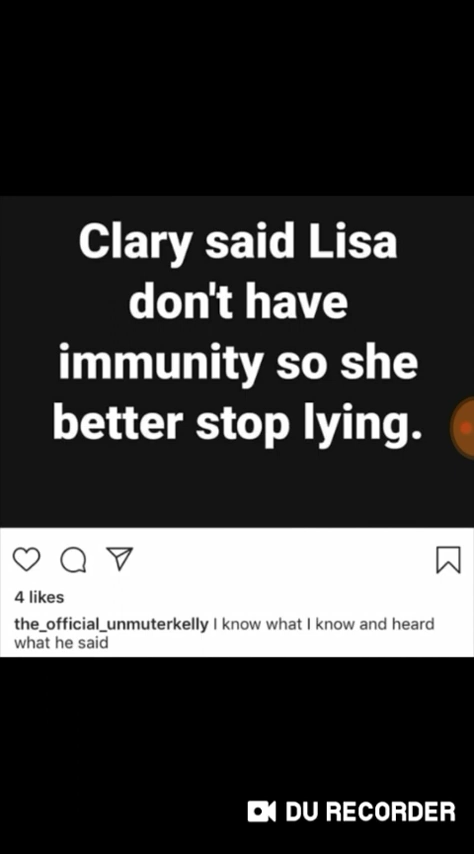 Clary said Lisa
don't have
immunity so she
better stop lying.
4 likes
the_official_unmuterkelly I know what I know and heard
what he said
DU RECORDER